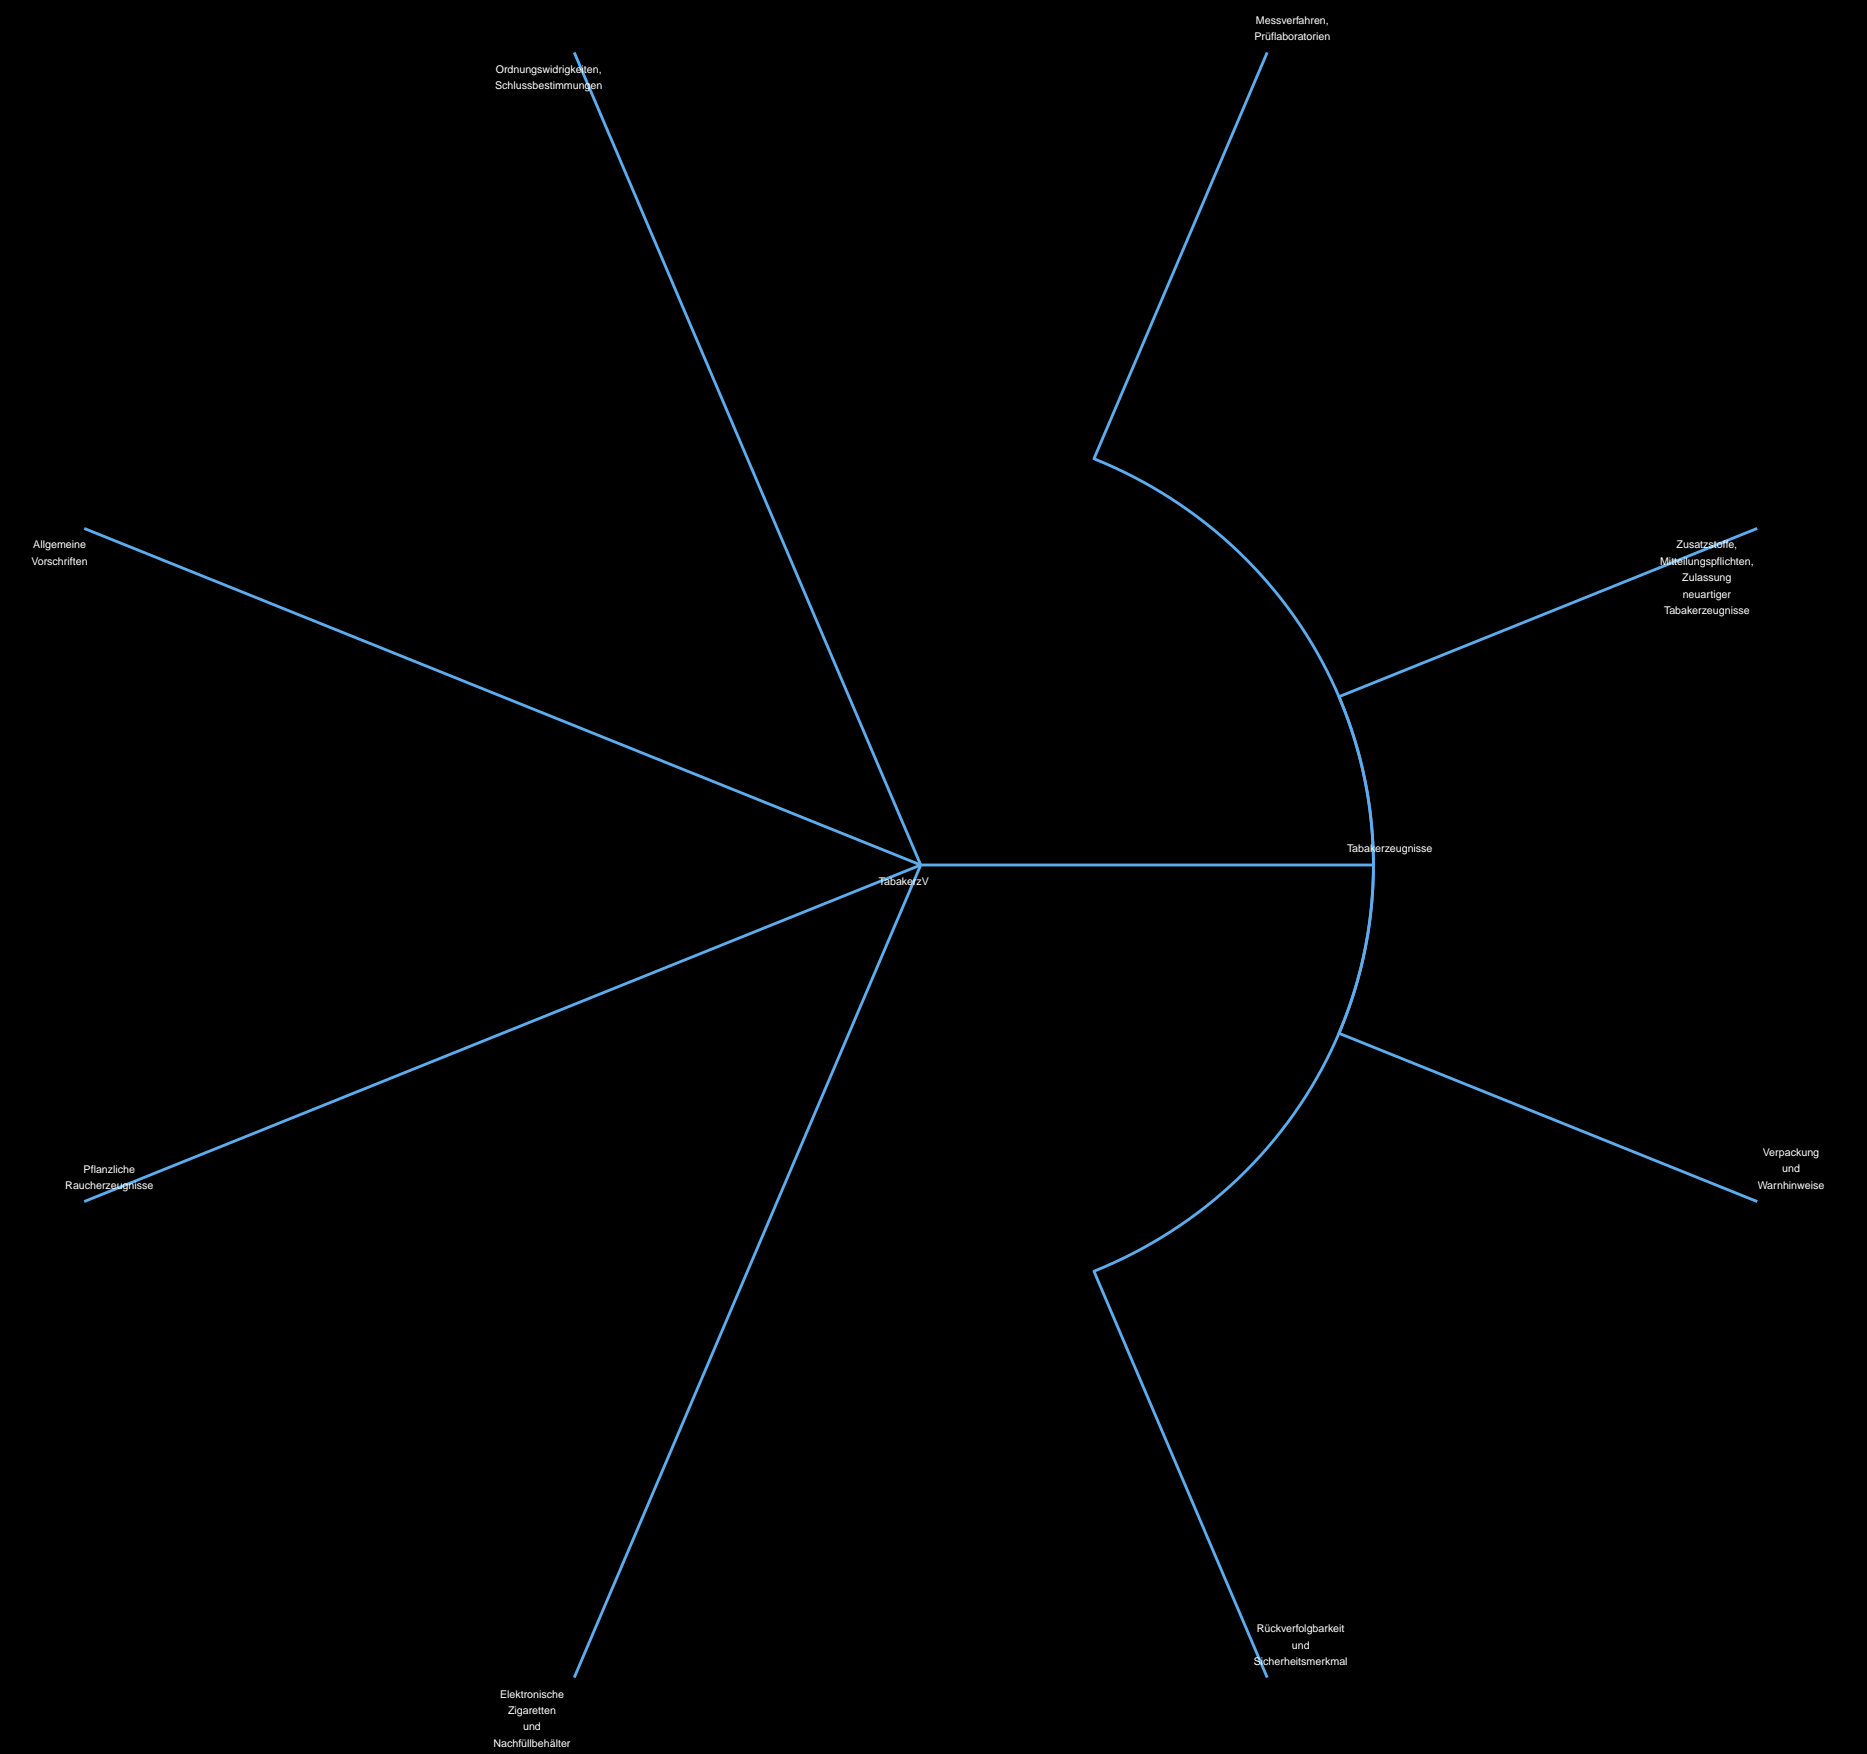 Messverfahren,
Prüflaboratorien
Ordnungswidrigkeiten,
Schlussbestimmungen
Allgemeine
Vorschriften
Zusatzstoffe,
Mitteilungspflichten,
Zulassung
neuartiger
Tabakerzeugnisse
Tabakerzeugnisse
TabakerzV
Pflanzliche
Raucherzeugnisse
Verpackung
und
Warnhinweise
Rückverfolgbarkeit
und
Sicherheitsmerkmal
Elektronische
Zigaretten
und
Nachfüllbehälter